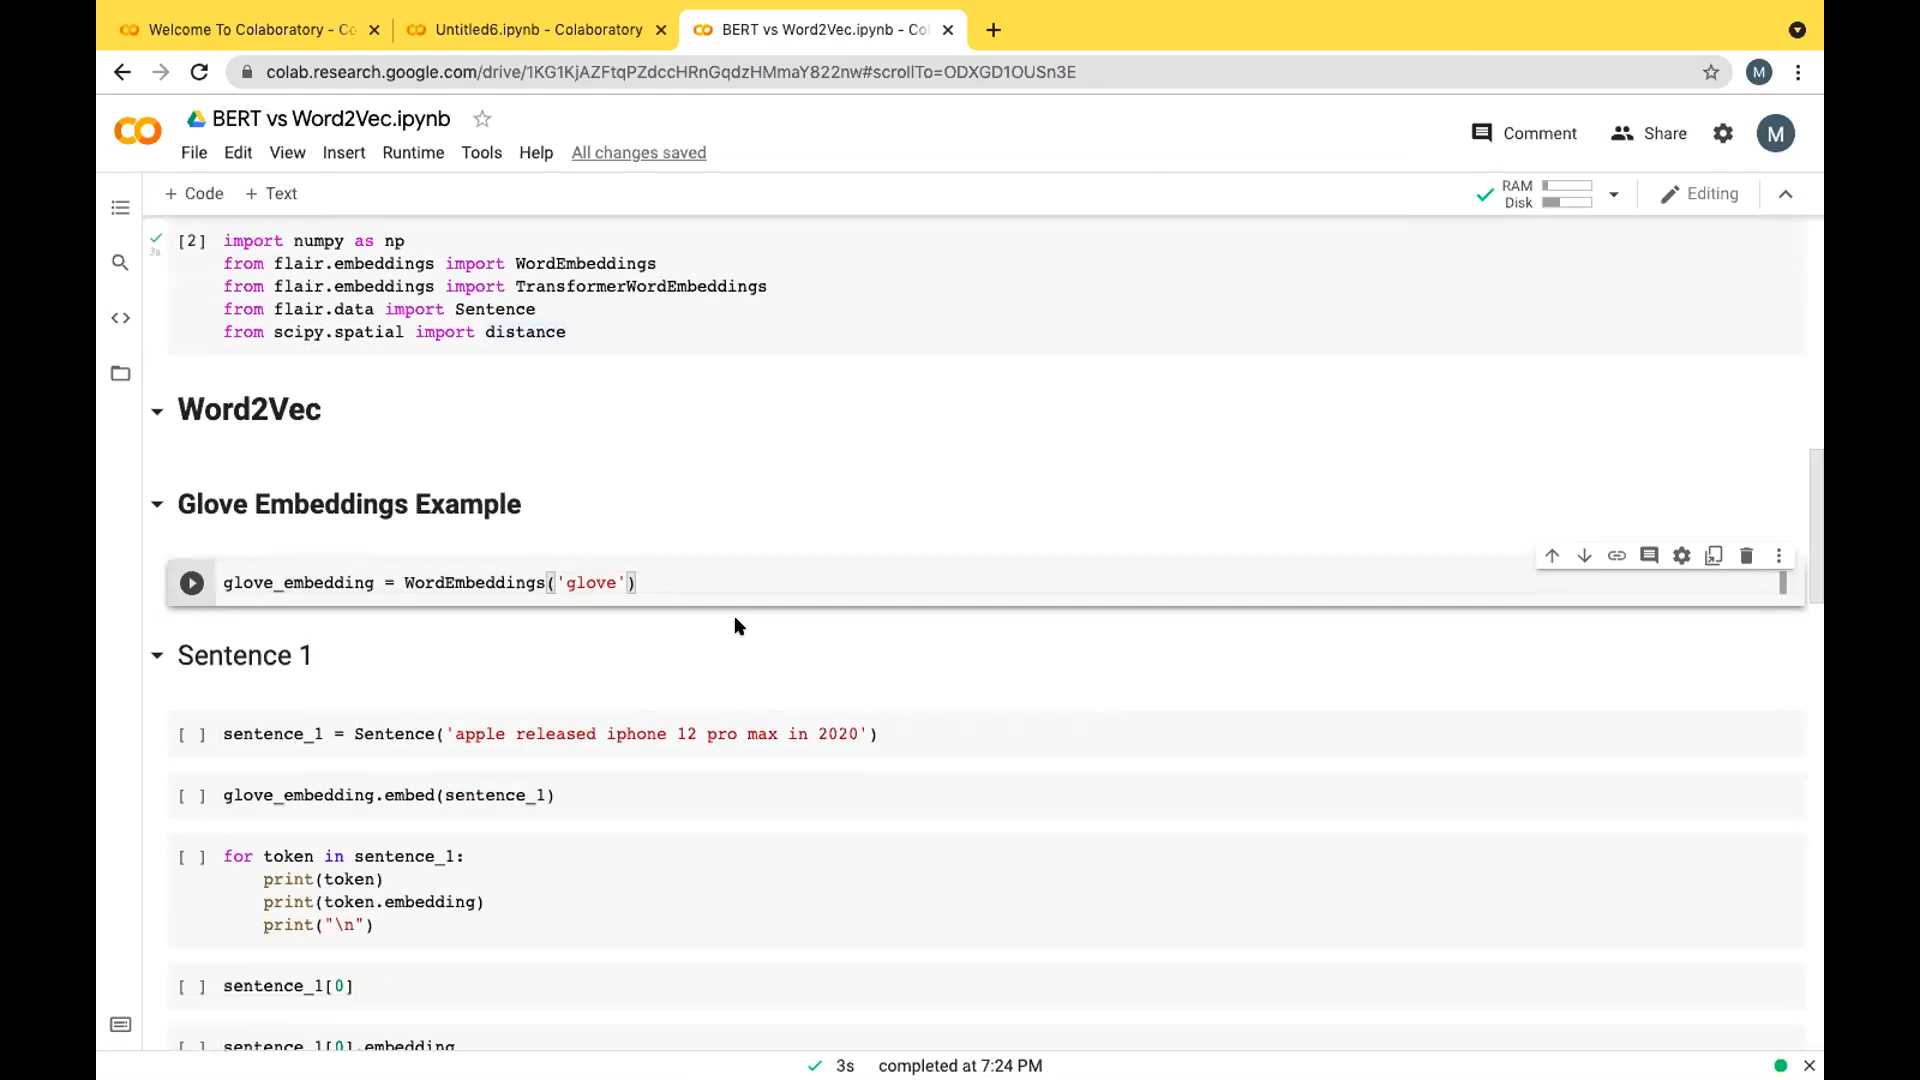 Welcome To Colaboratory - Co
Untitled6.ipynb - Colaboratory
BERT vs Word2Vec.ipynb - Co
colab.research.google.com/drive/1KG1KjAZFtqPZdccHRnGqdzHMmaY822nw#scrollTo=ODXGD1OUSn3E
M
BERT vs Word2Vec.ipynb
Comment
Share
M
File Edit View Insert Runtime Tools Help All changes saved
+ Code + Text
RAM
Disk
Editing
[2] import numpy as np
3s
from flair.embeddings import WordEmbeddings
from flair.embeddings import TransformerWordEmbeddings
from flair.data import Sentence
from scipy.spatial import distance
Word2Vec
Glove Embeddings Example
glove_embedding = WordEmbeddings('glove')
Sentence 1
[ ] sentence_1 = Sentence('apple released iphone 12 pro max in 2020')
[ ] glove_embedding.embed(sentence_1)
[ ] for token in sentence_1:
print(token)
print(token.embedding)
print("\n")
[ ] sentence_1[0]
[ ] sentence_1[0].embedding
3s completed at 7:24 PM